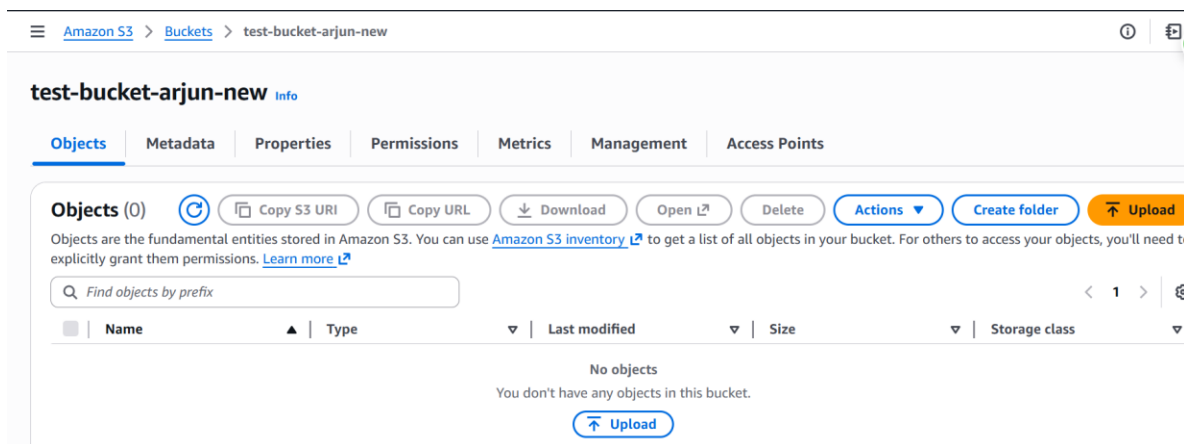 Amazon S3 > Buckets > test-bucket-arjun-new
test-bucket-arjun-new Info
Objects Metadata Properties Permissions Metrics Management Access Points
Objects (0) Copy S3 URI Copy URL Download Open Delete Actions Create folder Upload
Objects are the fundamental entities stored in Amazon S3. You can use Amazon S3 inventory to get a list of all objects in your bucket. For others to access your objects, you'll need t
explicitly grant them permissions. Learn more
Find objects by prefix < 1 >
Name Type Last modified Size Storage class
No objects
You don't have any objects in this bucket.
Upload